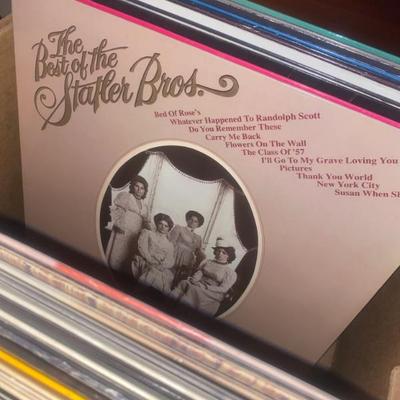 The
Best of the
Statler Bros.
Bed Of Rose's
Whatever Happened To Randolph Scott
Do You Remember These
Carry Me Back
Flowers On The Wall
The Class Of '57
I'll Go To My Grave Loving You
Pictures
Thank You World
New York City
Susan When